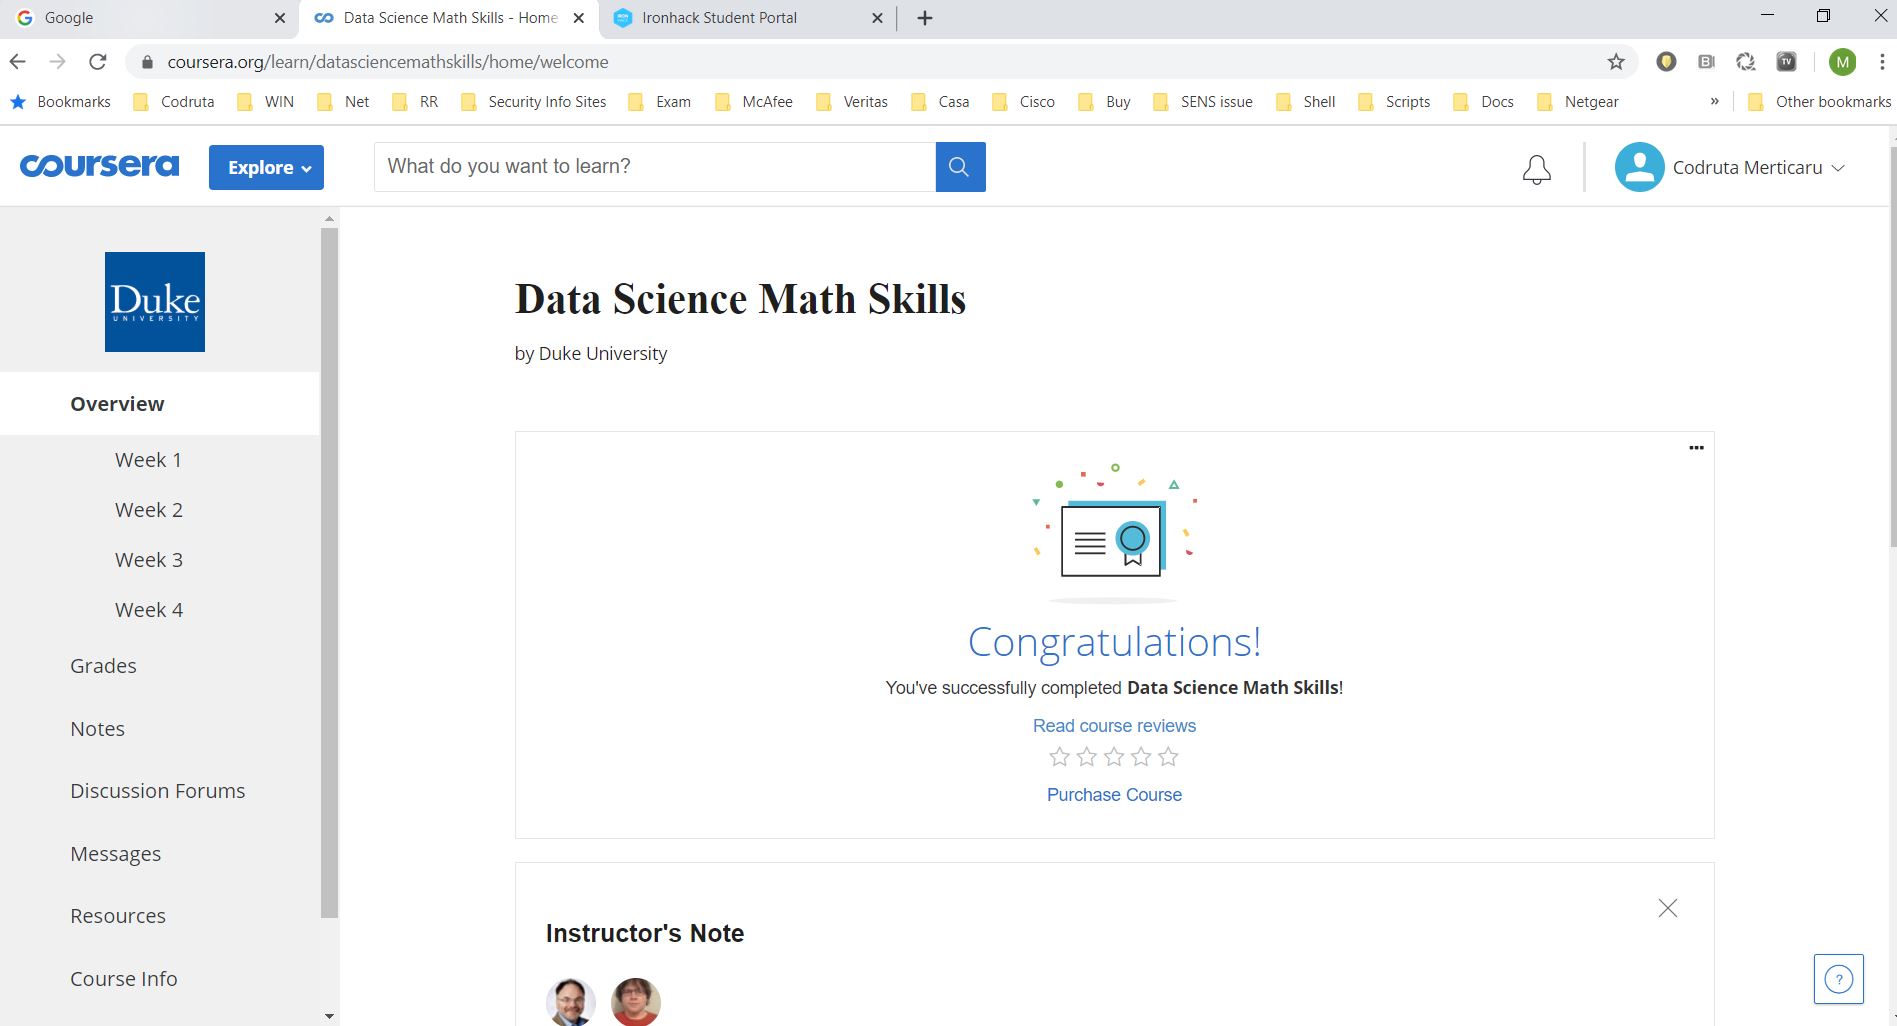 Google
Data Science Math Skills - Home
Ironhack Student Portal
coursera.org/learn/datasciencemathskills/home/welcome
M
Bookmarks Codruta WIN Net RR Security Info Sites Exam McAfee Veritas Casa Cisco Buy SENS issue Shell Scripts Docs Netgear » Other bookmarks
coursera Explore What do you want to learn? Codruta Merticaru
Duke
UNIVERSITY
Overview
Week 1
Week 2
Week 3
Week 4
Grades
Notes
Discussion Forums
Messages
Resources
Course Info
Data Science Math Skills
by Duke University
Congratulations!
You've successfully completed Data Science Math Skills!
Read course reviews
Purchase Course
Instructor's Note
?